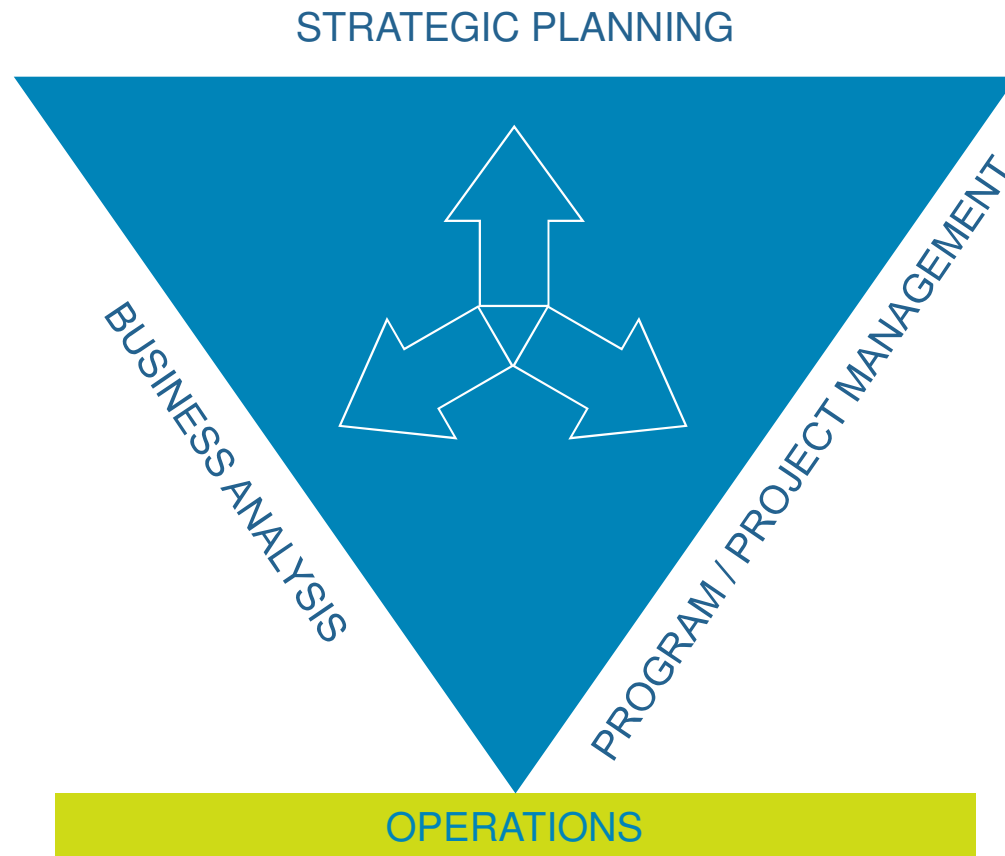 STRATEGIC PLANNING
BUSINESS ANALYSIS
PROGRAM / PROJECT MANAGEMENT
OPERATIONS